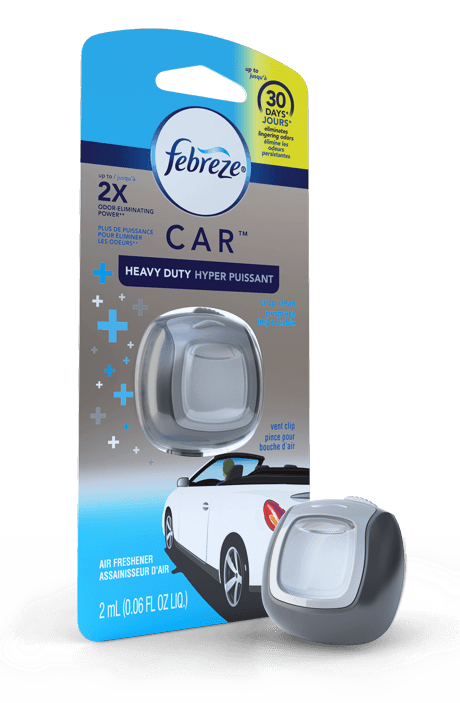 up to /
jusqu'à
30
DAYS*
JOURS*
eliminates
lingering odors
élimine les
odeurs
persistantes
febreze®
up to / jusqu'à
2X
ODOR-ELIMINATING
POWER**
PLUS DE PUISSANCE
POUR ÉLIMINER
LES ODEURS**
CAR™
HEAVY DUTY HYPER PUISSANT
vent clip
pince pour
bouche d'air
AIR FRESHENER
ASSAINISSEUR D'AIR
2 mL (0.06 FL OZ LIQ.)